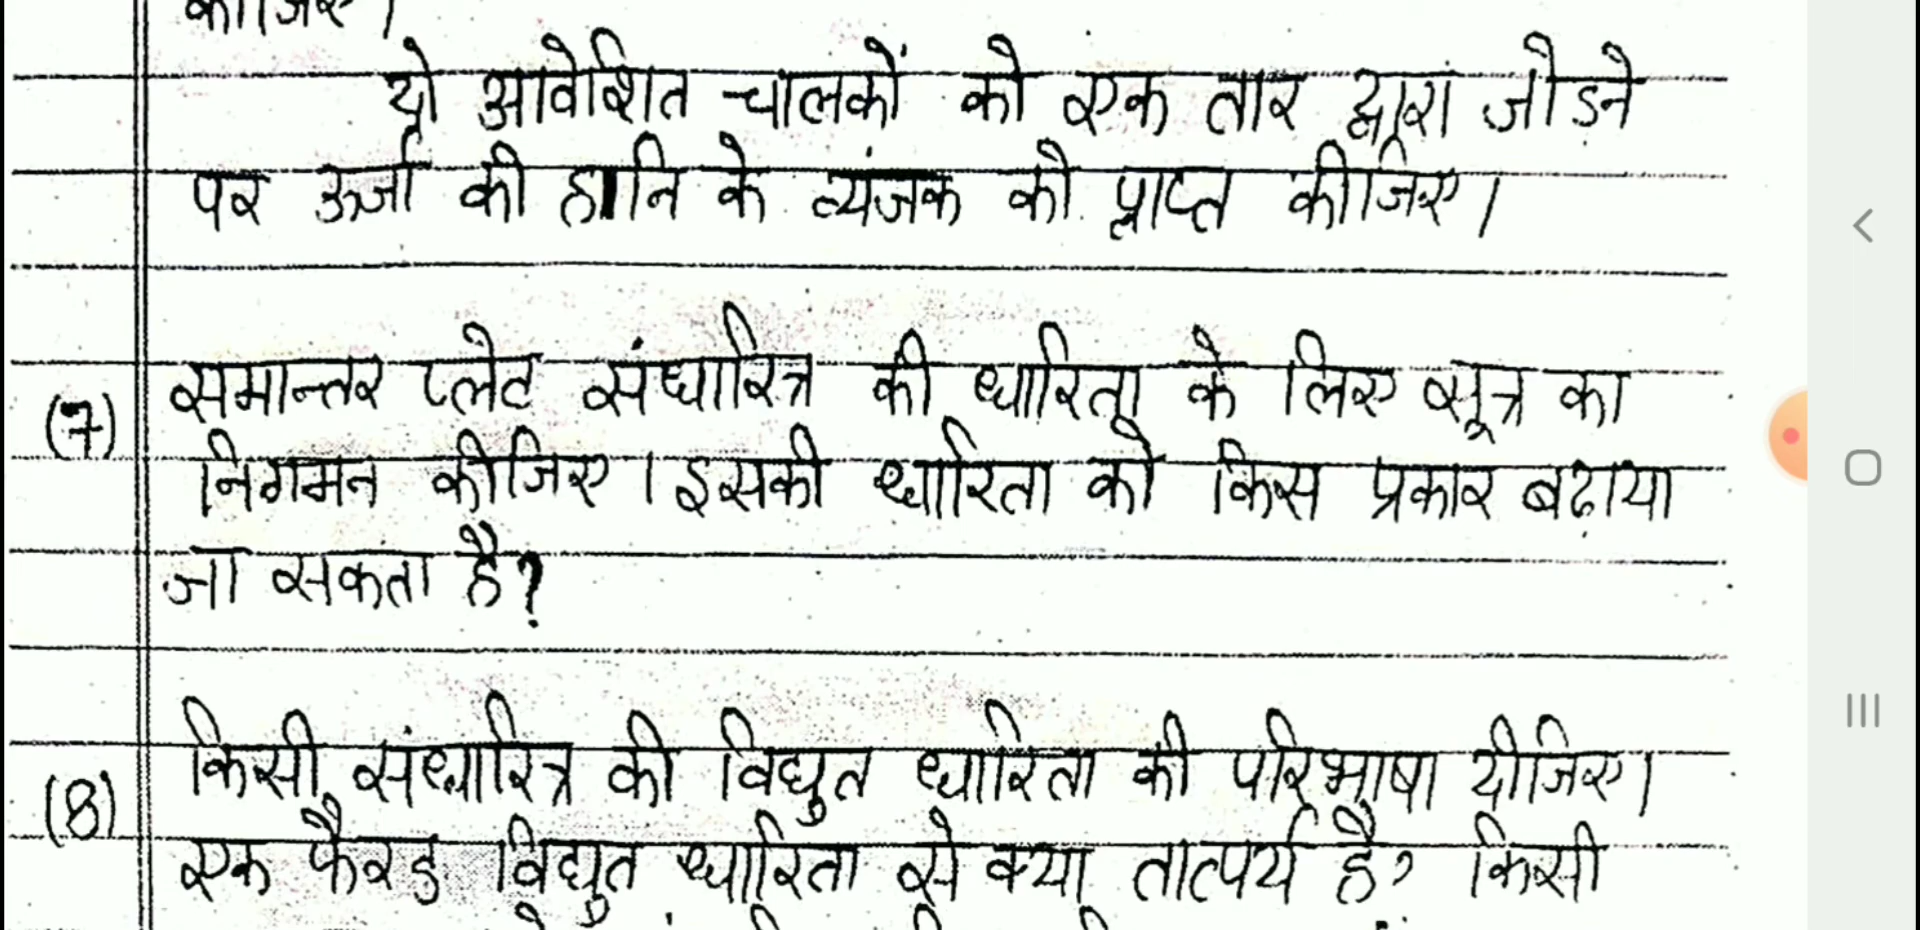 कीजिए।
दो आवेशित चालकों को एक तार द्वारा जोडने
पर ऊर्जा की हानि के व्यंजक को प्राप्त कीजिए।
(7) समान्तर प्लेट संधारित्र की धारिता के लिए सूत्र का
निगमन कीजिए। इसकी धारिता को किस प्रकार बढाया
जा सकता है?
(8) किसी संधारित्र की विद्युत धारिता की परिभाषा दीजिए।
एक फैरड विद्युत धारिता से क्या तात्पर्य है? किसी